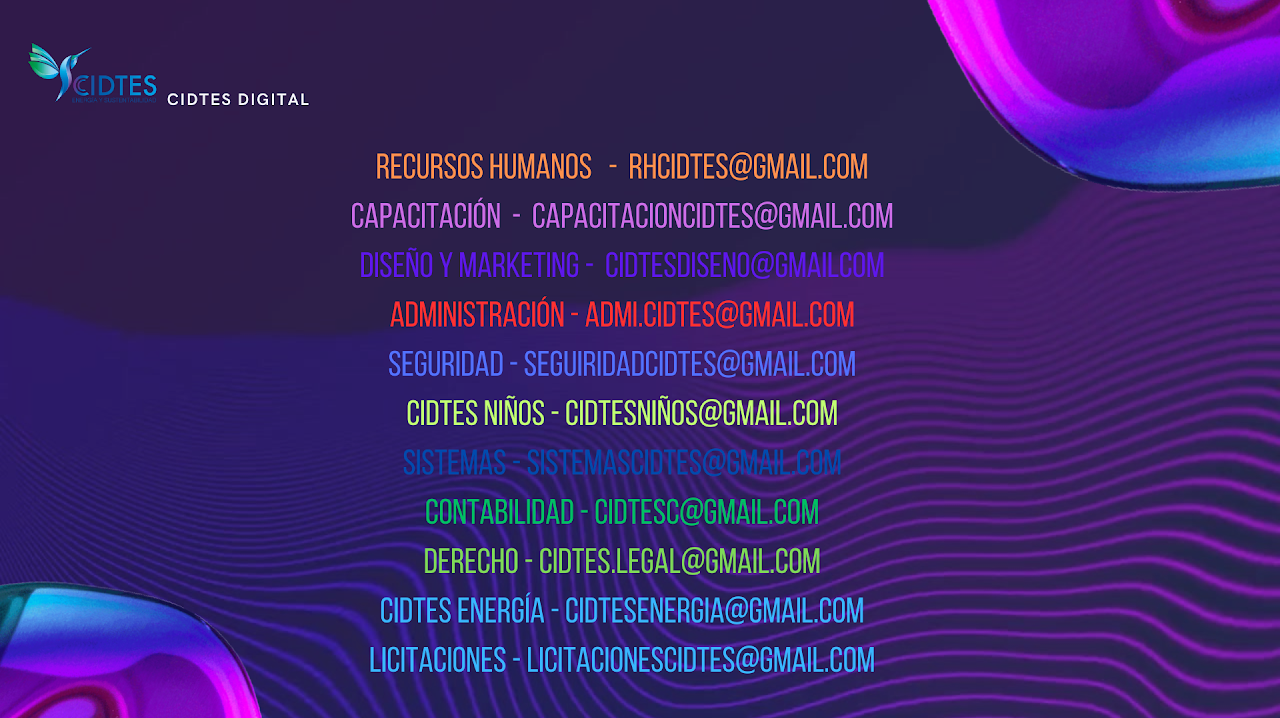 CIDTES
ENERGÍA Y SUSTENTABILIDAD
CIDTES DIGITAL
RECURSOS HUMANOS - RHCIDTES@GMAIL.COM
CAPACITACIÓN - CAPACITACIONCIDTES@GMAIL.COM
DISEÑO Y MARKETING - CIDTESDISENO@GMAILCOM
ADMINISTRACIÓN - ADMI.CIDTES@GMAIL.COM
SEGURIDAD - SEGUIRIDADCIDTES@GMAIL.COM
CIDTES NIÑOS - CIDTESNIÑOS@GMAIL.COM
SISTEMAS - SISTEMASCIDTES@GMAIL.COM
CONTABILIDAD - CIDTESC@GMAIL.COM
DERECHO - CIDTES.LEGAL@GMAIL.COM
CIDTES ENERGÍA - CIDTESENERGIA@GMAIL.COM
LICITACIONES - LICITACIONESCIDTES@GMAIL.COM